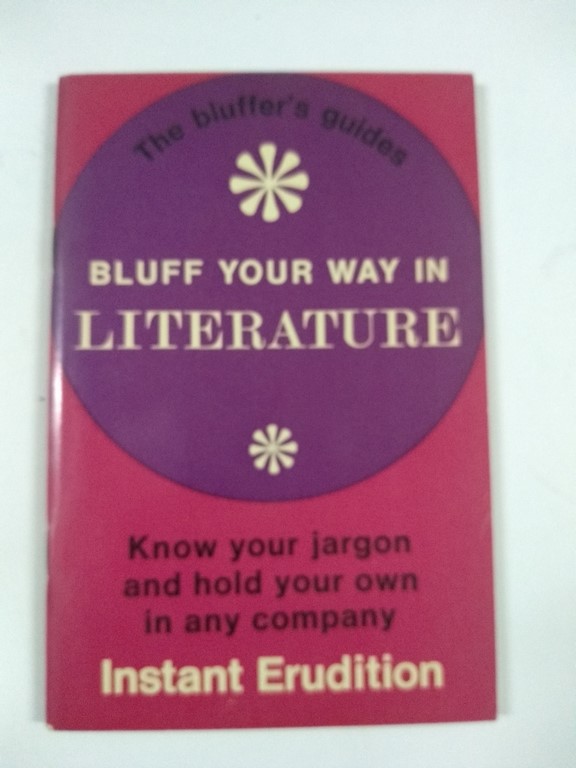 The bluffer's guides
BLUFF YOUR WAY IN
LITERATURE
Know your jargon
and hold your own
in any company
Instant Erudition